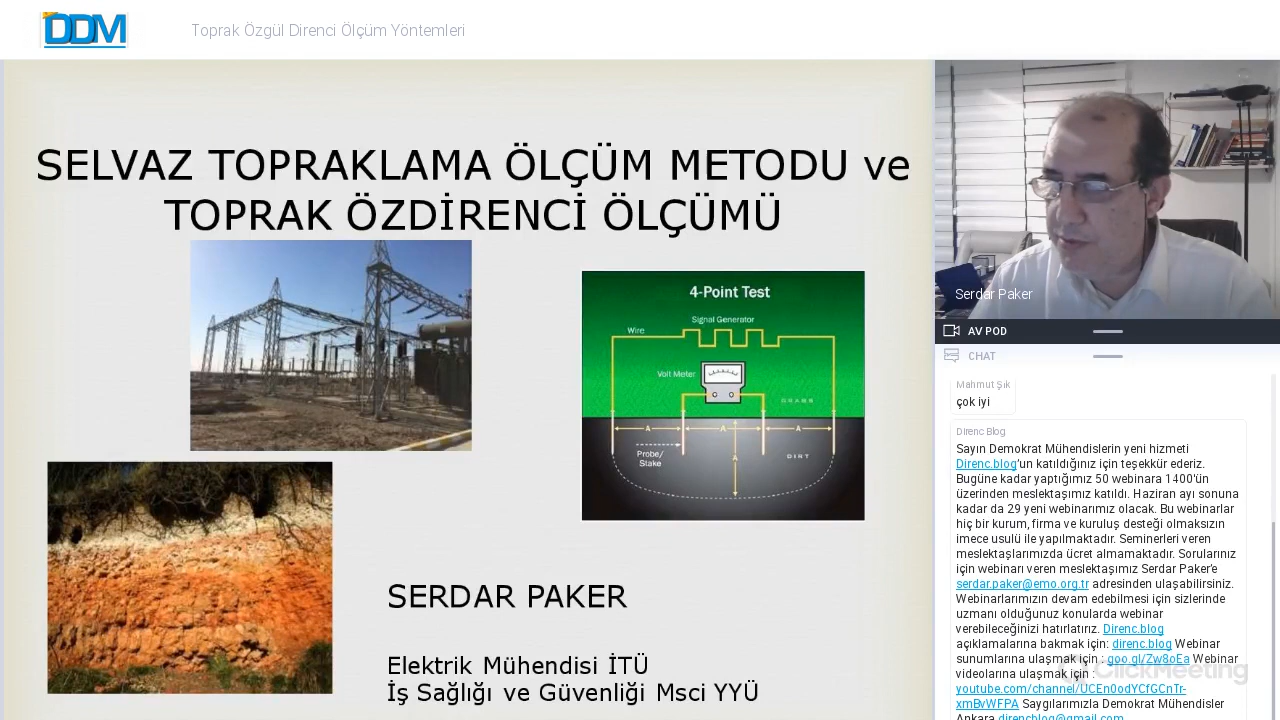 DDM
Toprak Özgül Direnci Ölçüm Yöntemleri
SELVAZ TOPRAKLAMA ÖLÇÜM METODU ve
TOPRAK ÖZDİRENCİ ÖLÇÜMÜ
4-Point Test
Signal Generator
Wire
Volt Meter
GRASS
A
A
A
A
Probe/
Stake
DIRT
SERDAR PAKER
Elektrik Mühendisi İTÜ
İş Sağlığı ve Güvenliği Msci YYÜ
Serdar Paker
AV POD
CHAT
Mahmut Şık
çok iyi
Direnc Blog
Sayın Demokrat Mühendislerin yeni hizmeti
Direnc.blog'un katıldığınız için teşekkür ederiz.
Bugüne kadar yaptığımız 50 webinara 1400'ün
üzerinden meslektaşımız katıldı. Haziran ayı sonuna
kadar da 29 yeni webinarımız olacak. Bu webinarlar
hiç bir kurum, firma ve kuruluş desteği olmaksızın
imece usulü ile yapılmaktadır. Seminerleri veren
meslektaşlarımızda ücret almamaktadır. Sorularınız
için webinarı veren meslektaşımız Serdar Paker'e
serdar.paker@emo.org.tr adresinden ulaşabilirsiniz.
Webinarlarımızın devam edebilmesi için sizlerinde
uzmanı olduğunuz konularda webinar
verebileceğinizi hatırlatırız. Direnc.blog
açıklamalarına bakmak için: direnc.blog Webinar
sunumlarına ulaşmak için : goo.gl/Zw8oEa Webinar
videolarına ulaşmak için :
youtube.com/channel/UCEn0odYCfGCnTr-
xmBvWFPA Saygılarımızla Demokrat Mühendisler
Ankara direncblog@gmail.com
ClickMeeting